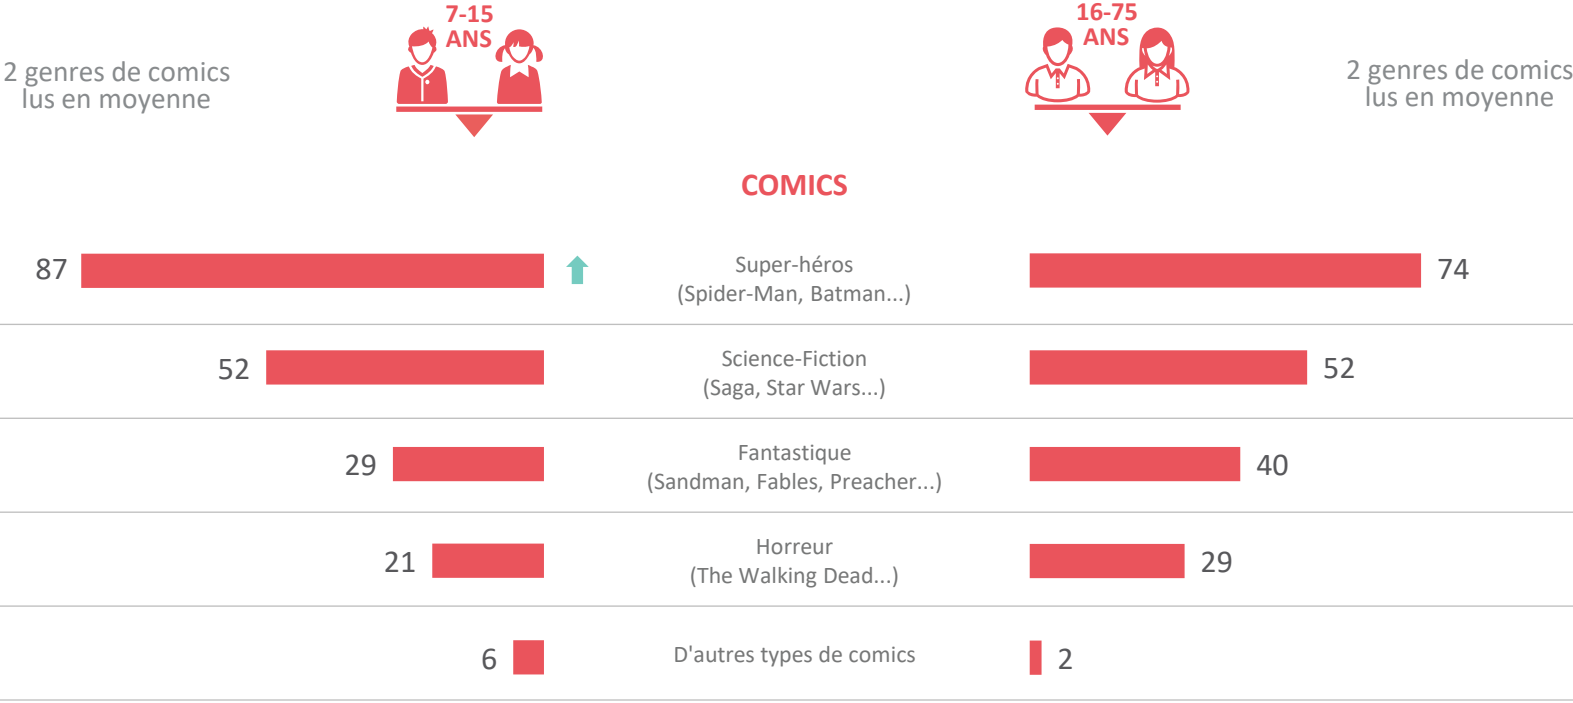 7-15
ANS
16-75
ANS
2 genres de comics
lus en moyenne
2 genres de comics
lus en moyenne
COMICS
87
Super-héros
(Spider-Man, Batman...)
74
52
Science-Fiction
(Saga, Star Wars...)
52
29
Fantastique
(Sandman, Fables, Preacher...)
40
21
Horreur
(The Walking Dead...)
29
6
D'autres types de comics
2